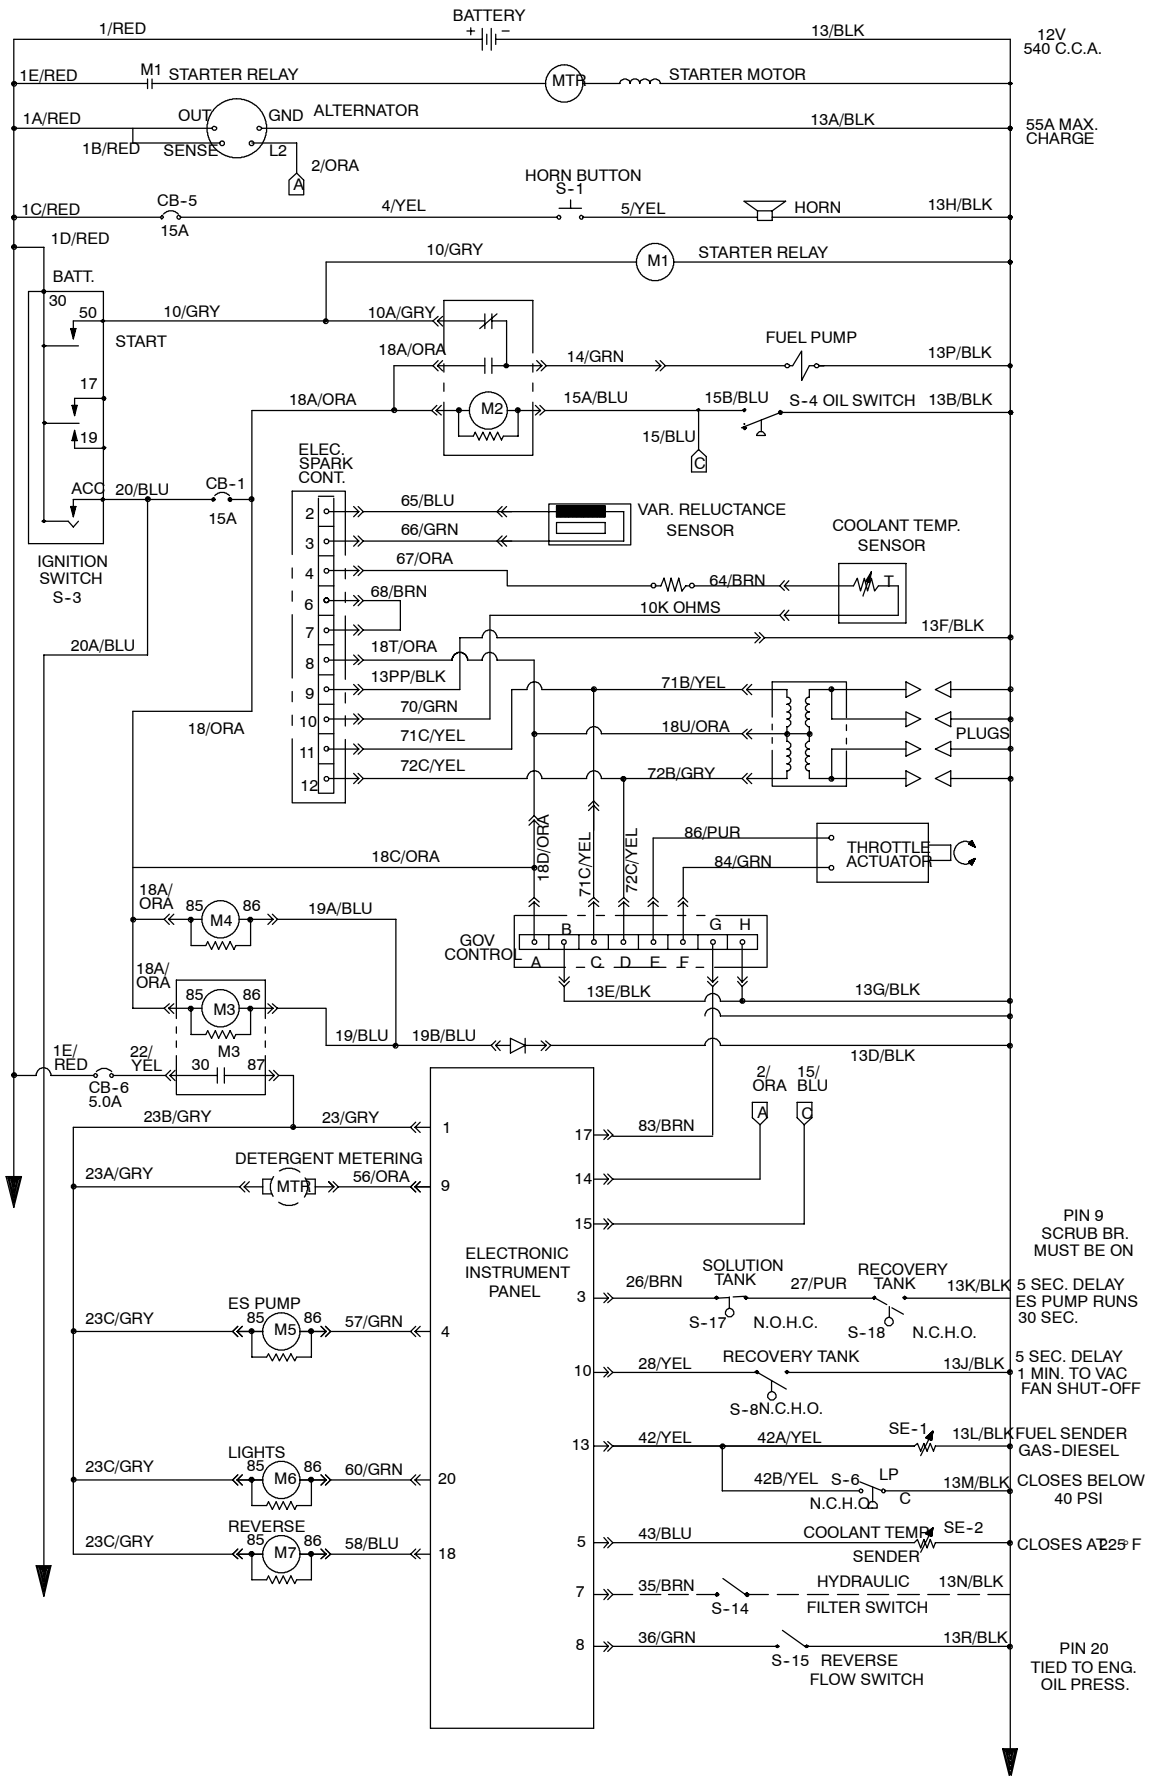 BATTERY
1/RED
+
−
13/BLK
12V
540 C.C.A.
1E/RED
M1
STARTER RELAY
MTR
STARTER MOTOR
1A/RED
OUT
GND
ALTERNATOR
13A/BLK
55A MAX.
CHARGE
1B/RED
SENSE
L2
2/ORA
A
HORN BUTTON
S-1
1C/RED
CB-5
15A
4/YEL
5/YEL
HORN
13H/BLK
1D/RED
10/GRY
M1
STARTER RELAY
BATT.
30
50
10/GRY
START
10A/GRY
18A/ORA
14/GRN
FUEL PUMP
13P/BLK
17
18A/ORA
M2
15A/BLU
15B/BLU
S-4 OIL SWITCH
13B/BLK
19
15/BLU
C
ELEC.
SPARK
CONT.
ACC
20/BLU
CB-1
15A
IGNITION
SWITCH
S-3
2
65/BLU
VAR. RELUCTANCE
SENSOR
3
66/GRN
COOLANT TEMP.
SENSOR
4
67/ORA
64/BRN
T
6
68/BRN
10K OHMS
7
13F/BLK
20A/BLU
8
18T/ORA
9
13PP/BLK
71B/YEL
10
70/GRN
18/ORA
18U/ORA
PLUGS
11
71C/YEL
12
72C/YEL
72B/GRY
18D/ORA
71C/YEL
72C/YEL
86/PUR
THROTTLE
ACTUATOR
84/GRN
18C/ORA
18A/
ORA
85
M4
86
19A/BLU
GOV
CONTROL
A
B
C
D
E
F
G
H
18A/
ORA
85
M3
86
13E/BLK
13G/BLK
19/BLU
19B/BLU
13D/BLK
1E/
RED
22/
YEL
M3
30
87
CB-6
5.0A
2/
ORA
15/
BLU
A
C
23B/GRY
23/GRY
1
17
83/BRN
DETERGENT METERING
23A/GRY
MTR
56/ORA
9
14
15
PIN 9
SCRUB BR.
MUST BE ON
ELECTRONIC
INSTRUMENT
PANEL
3
26/BRN
SOLUTION
TANK
S-17
27/PUR
N.O.H.C.
RECOVERY
TANK
S-18
N.C.H.O.
13K/BLK
5 SEC. DELAY
ES PUMP RUNS
30 SEC.
ES PUMP
23C/GRY
85
M5
86
57/GRN
4
10
28/YEL
RECOVERY TANK
S-8
N.C.H.O.
13J/BLK
5 SEC. DELAY
1 MIN. TO VAC
FAN SHUT-OFF
13
42/YEL
42A/YEL
SE-1
13L/BLK
FUEL SENDER
GAS-DIESEL
LIGHTS
23C/GRY
85
M6
86
60/GRN
20
42B/YEL
S-6
LP
N.C.H.O.
C
13M/BLK
CLOSES BELOW
40 PSI
REVERSE
23C/GRY
85
M7
86
58/BLU
18
5
43/BLU
COOLANT TEMP.
SENDER
SE-2
CLOSES AT 225° F
7
35/BRN
S-14
HYDRAULIC
FILTER SWITCH
13N/BLK
8
36/GRN
S-15
REVERSE
FLOW SWITCH
13R/BLK
PIN 20
TIED TO ENG.
OIL PRESS.